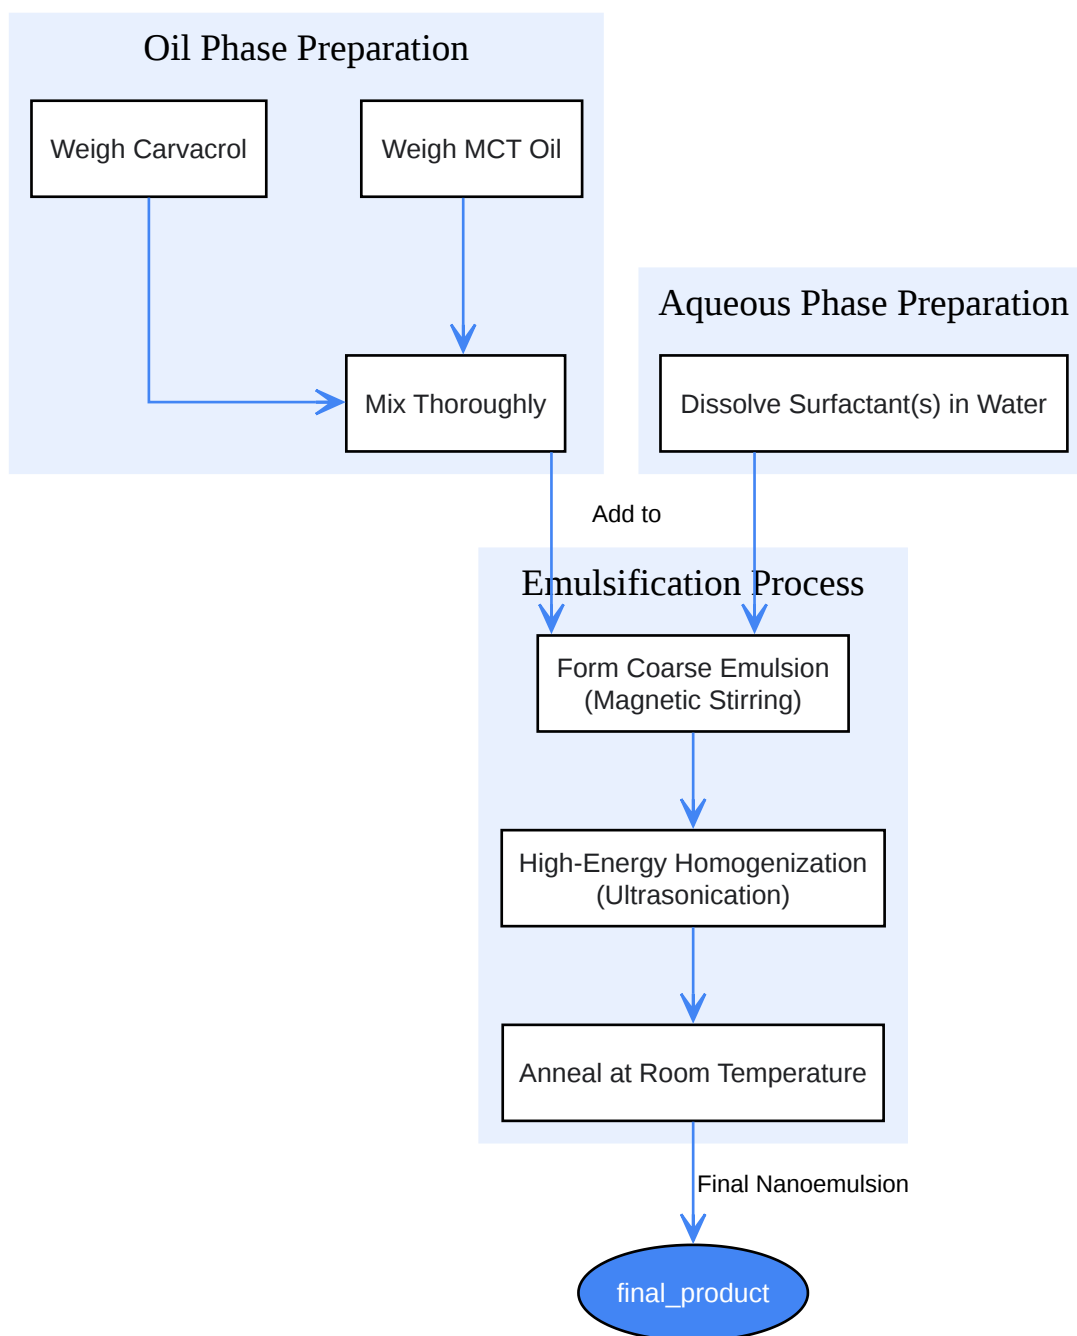 Oil Phase Preparation
Weigh Carvacrol
Weigh MCT Oil
Mix Thoroughly
Aqueous Phase Preparation
Dissolve Surfactant(s) in Water
Add to
Emulsification Process
Form Coarse Emulsion
(Magnetic Stirring)
High-Energy Homogenization
(Ultrasonication)
Anneal at Room Temperature
Final Nanoemulsion
final_product